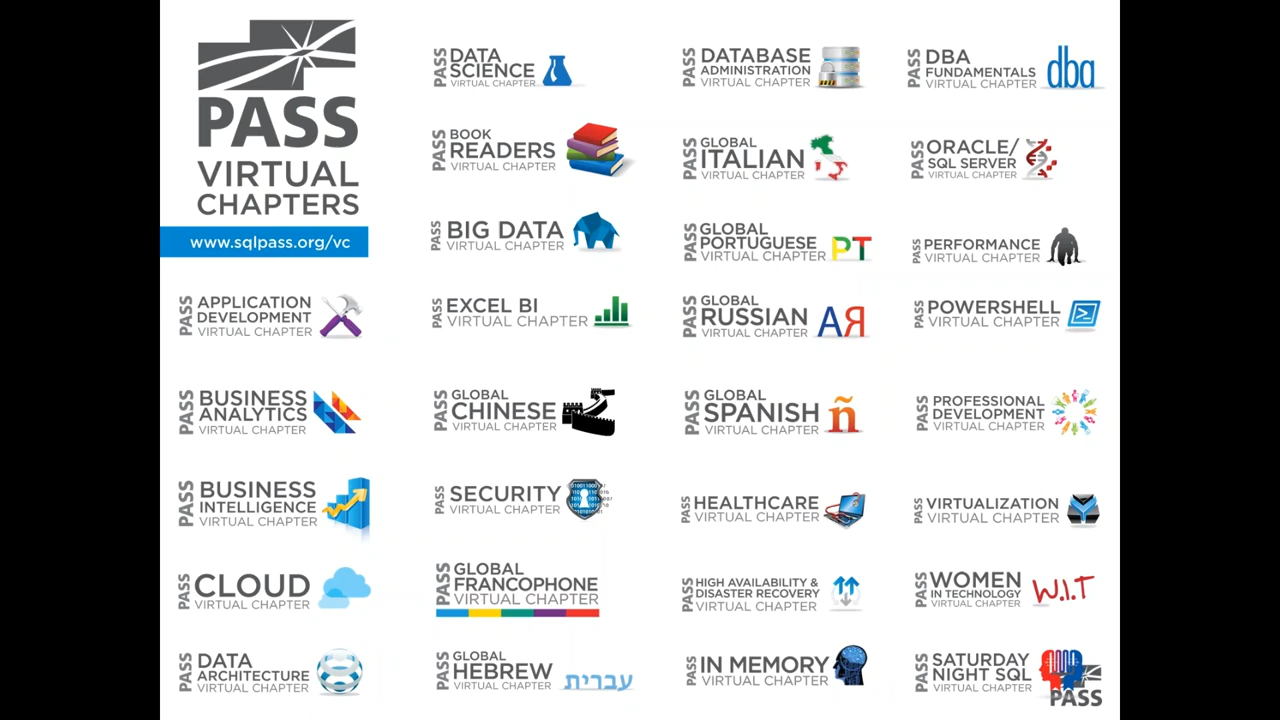 PASS
VIRTUAL
CHAPTERS
www.sqlpass.org/vc
PASS
APPLICATION
DEVELOPMENT
VIRTUAL CHAPTER
PASS
BUSINESS
ANALYTICS
VIRTUAL CHAPTER
PASS
BUSINESS
INTELLIGENCE
VIRTUAL CHAPTER
PASS
CLOUD
VIRTUAL CHAPTER
PASS
DATA
ARCHITECTURE
VIRTUAL CHAPTER
PASS
DATA
SCIENCE
VIRTUAL CHAPTER
PASS
BOOK
READERS
VIRTUAL CHAPTER
PASS
BIG DATA
VIRTUAL CHAPTER
PASS
EXCEL BI
VIRTUAL CHAPTER
PASS
GLOBAL
CHINESE
VIRTUAL CHAPTER
PASS
SECURITY
VIRTUAL CHAPTER
PASS
GLOBAL
FRANCOPHONE
VIRTUAL CHAPTER
PASS
GLOBAL
HEBREW
VIRTUAL CHAPTER
עברית
PASS
DATABASE
ADMINISTRATION
VIRTUAL CHAPTER
PASS
GLOBAL
ITALIAN
VIRTUAL CHAPTER
PASS
GLOBAL
PORTUGUESE
VIRTUAL CHAPTER
PT
PASS
GLOBAL
RUSSIAN
VIRTUAL CHAPTER
АЯ
PASS
GLOBAL
SPANISH
VIRTUAL CHAPTER
ñ
PASS
HEALTHCARE
VIRTUAL CHAPTER
PASS
HIGH AVAILABILITY &
DISASTER RECOVERY
VIRTUAL CHAPTER
PASS
IN MEMORY
VIRTUAL CHAPTER
PASS
DBA
FUNDAMENTALS
VIRTUAL CHAPTER
dba
PASS
ORACLE/
SQL SERVER
VIRTUAL CHAPTER
PASS
PERFORMANCE
VIRTUAL CHAPTER
PASS
POWERSHELL
VIRTUAL CHAPTER
PASS
PROFESSIONAL
DEVELOPMENT
VIRTUAL CHAPTER
PASS
VIRTUALIZATION
VIRTUAL CHAPTER
PASS
WOMEN
IN TECHNOLOGY
VIRTUAL CHAPTER
W.I.T
PASS
SATURDAY
NIGHT SQL
VIRTUAL CHAPTER
PASS